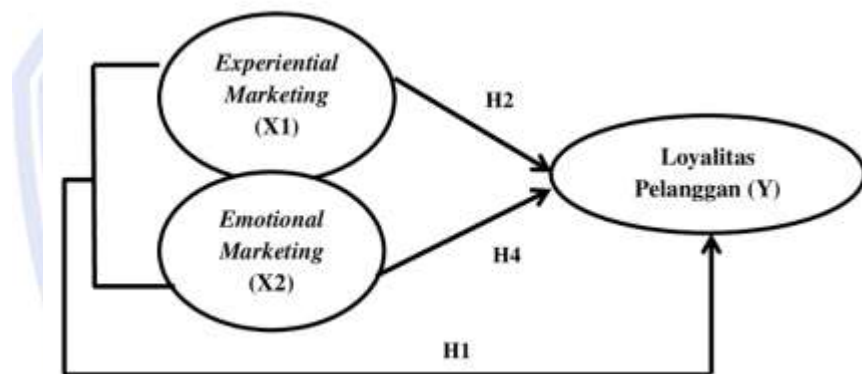 Experiential
Marketing
(X1)
H2
Loyalitas
Pelanggan (Y)
Emotional
Marketing
(X2)
H4
H1